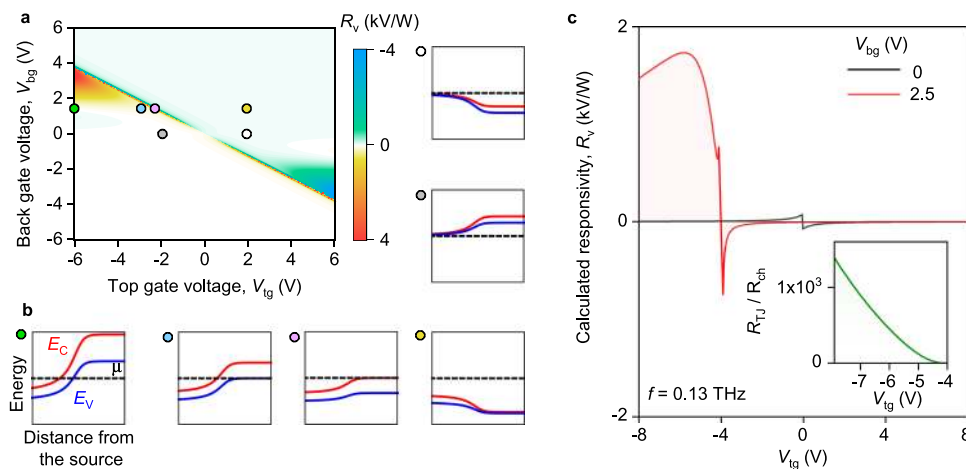 a
Back gate voltage, Vbg (V)
6
4
2
0
-2
-4
-6
-6 -4 -2 0 2 4 6
Top gate voltage, Vtg (V)
Rv (kV/W)
-4
0
4
b
Energy
EC
μ
EV
Distance from
the source
c
Calculated responsivity, Rv (kV/W)
2
0
-2
Vbg (V)
0
2.5
f = 0.13 THz
-8 -4 0 4 8
Vtg (V)
RTJ / Rch
1x10³
0
-7 -6 -5 -4
Vtg (V)